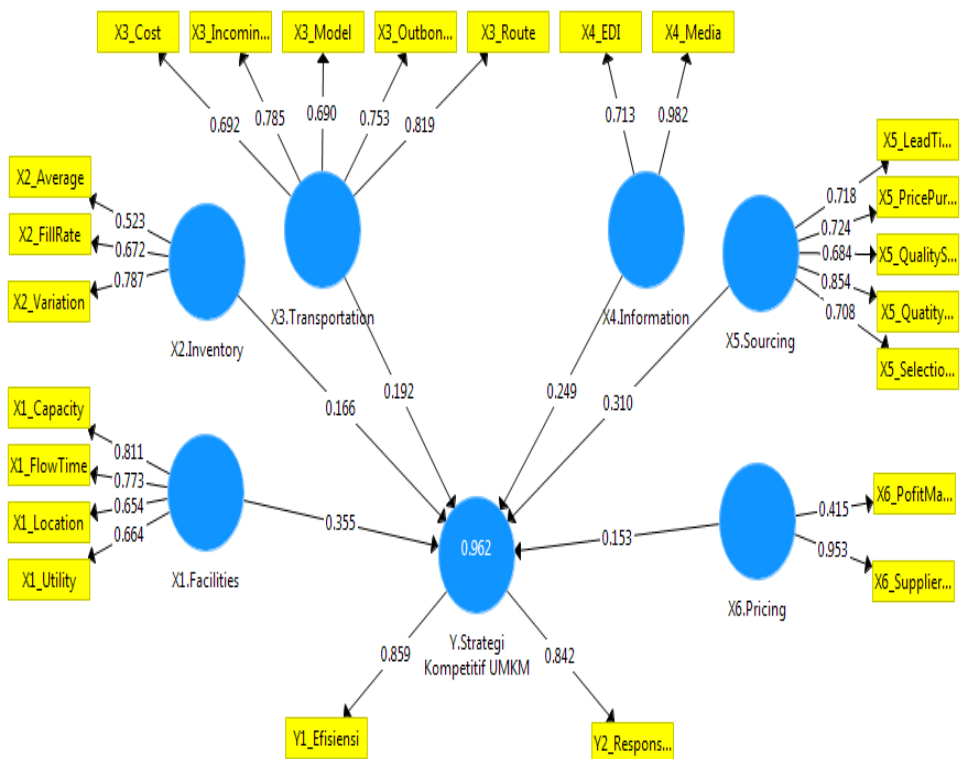 X3_Cost
X3_Incomin...
X3_Model
X3_Outbon...
X3_Route
X4_EDI
X4_Media
0.692
0.785
0.690
0.753
0.819
0.713
0.982
X5_LeadTi...
X5_PricePur...
X5_QualityS...
X5_Quatity...
X5_Selectio...
0.718
0.724
0.684
0.854
0.708
X2_Average
X2_FillRate
X2_Variation
0.523
0.672
0.787
X2.Inventory
X3.Transportation
X4.Information
X5.Sourcing
0.166
0.192
0.249
0.310
X1_Capacity
X1_FlowTime
X1_Location
X1_Utility
0.811
0.773
0.654
0.664
X1.Facilities
0.355
0.962
0.153
X6.Pricing
0.415
0.953
X6_PofitMa...
X6_Supplier...
Y.Strategi
Kompetitif UMKM
0.859
0.842
Y1_Efisiensi
Y2_Respons...